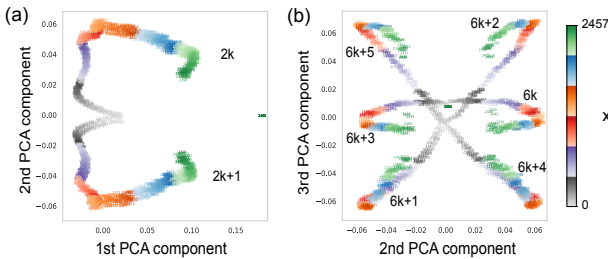 (a)
0.06
0.04
0.02
0.00
−0.02
−0.04
−0.06
2nd PCA component
2k
2k+1
0.00 0.05 0.10 0.15
1st PCA component
(b)
0.06
0.04
0.02
0.00
−0.02
−0.04
−0.06
3rd PCA component
6k+2
6k+5
6k
6k+3
6k+4
6k+1
−0.06 −0.04 −0.02 0.00 0.02 0.04 0.06
2nd PCA component
2457
x
0